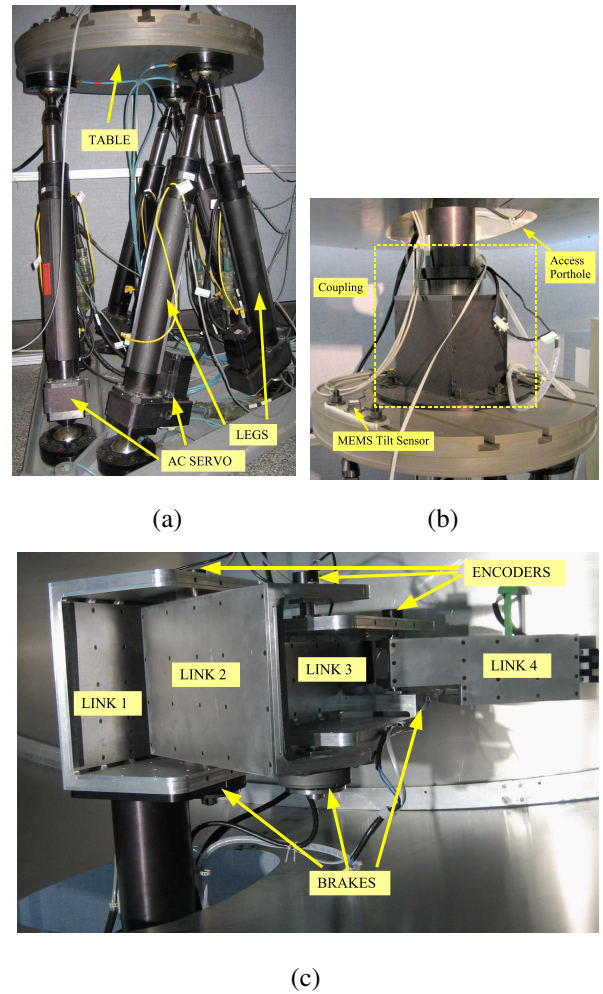 TABLE
LEGS
AC SERVO
(a)
Access
Porthole
Coupling
MEMS Tilt Sensor
(b)
ENCODERS
LINK 1
LINK 2
LINK 3
LINK 4
BRAKES
(c)